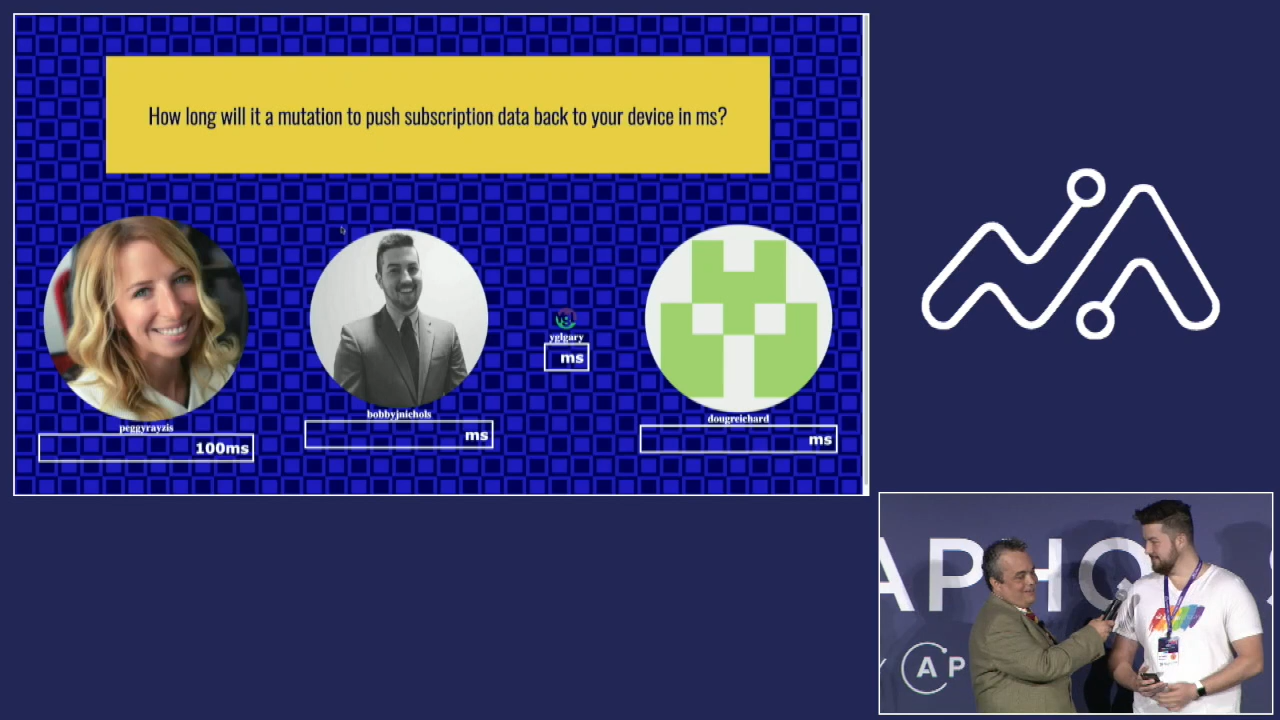 How long will it a mutation to push subscription data back to your device in ms?
peggyrayzis
100ms
bobbyjnichols
ms
yglgary
ms
dougreichard
ms
APHQ S
AP